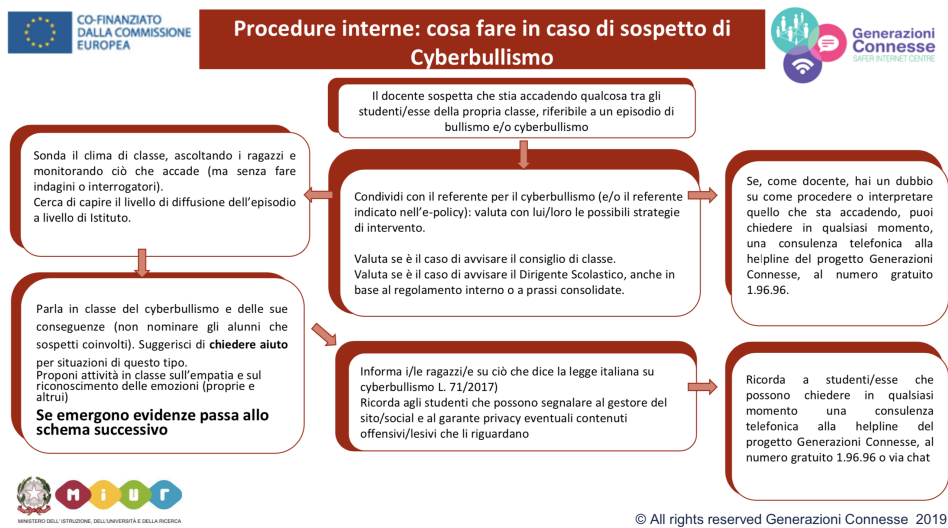 CO-FINANZIATO
DALLA COMMISSIONE
EUROPEA
Procedure interne: cosa fare in caso di sospetto di
Cyberbullismo
Generazioni
Connesse
SAFER INTERNET CENTRE
Il docente sospetta che stia accadendo qualcosa tra gli
studenti/esse della propria classe, riferibile a un episodio di
bullismo e/o cyberbullismo
Sonda il clima di classe, ascoltando i ragazzi e
monitorando ciò che accade (ma senza fare
indagini o interrogatori).
Cerca di capire il livello di diffusione dell’episodio
a livello di Istituto.
Condividi con il referente per il cyberbullismo (e/o il referente
indicato nell’e-policy): valuta con lui/loro le possibili strategie
di intervento.
Valuta se è il caso di avvisare il consiglio di classe.
Valuta se è il caso di avvisare il Dirigente Scolastico, anche in
base al regolamento interno o a prassi consolidate.
Se, come docente, hai un dubbio
su come procedere o interpretare
quello che sta accadendo, puoi
chiedere in qualsiasi momento,
una consulenza telefonica alla
helpline del progetto Generazioni
Connesse, al numero gratuito
1.96.96.
Parla in classe del cyberbullismo e delle sue
conseguenze (non nominare gli alunni che
sospetti coinvolti). Suggerisci di chiedere aiuto
per situazioni di questo tipo.
Proponi attività in classe sull’empatia e sul
riconoscimento delle emozioni (proprie e
altrui)
Se emergono evidenze passa allo
schema successivo
Informa i/le ragazzi/e su ciò che dice la legge italiana su
cyberbullismo L. 71/2017)
Ricorda agli studenti che possono segnalare al gestore del
sito/social e al garante privacy eventuali contenuti
offensivi/lesivi che li riguardano
Ricorda a studenti/esse che
possono chiedere in qualsiasi
momento una consulenza
telefonica alla helpline del
progetto Generazioni Connesse, al
numero gratuito 1.96.96 o via chat
miur
MINISTERO DELL' ISTRUZIONE, DELL'UNIVERSITÀ E DELLA RICERCA
© All rights reserved Generazioni Connesse 2019